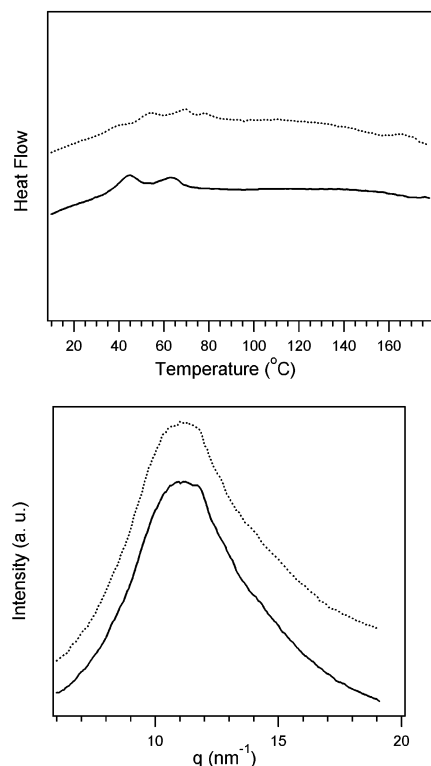 Heat Flow
20 40 60 80 100 120 140 160
Temperature (°C)
Intensity (a. u.)
10 15 20
q (nm⁻¹)